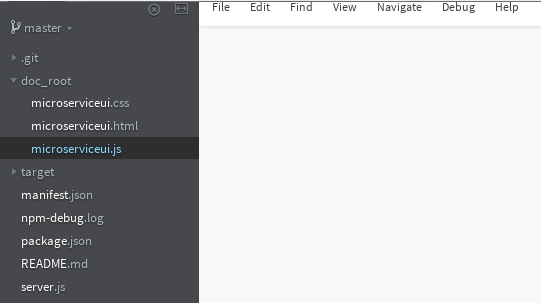 File Edit Find View Navigate Debug Help
master
.git
doc_root
microserviceui.css
microserviceui.html
microserviceui.js
target
manifest.json
npm-debug.log
package.json
README.md
server.js